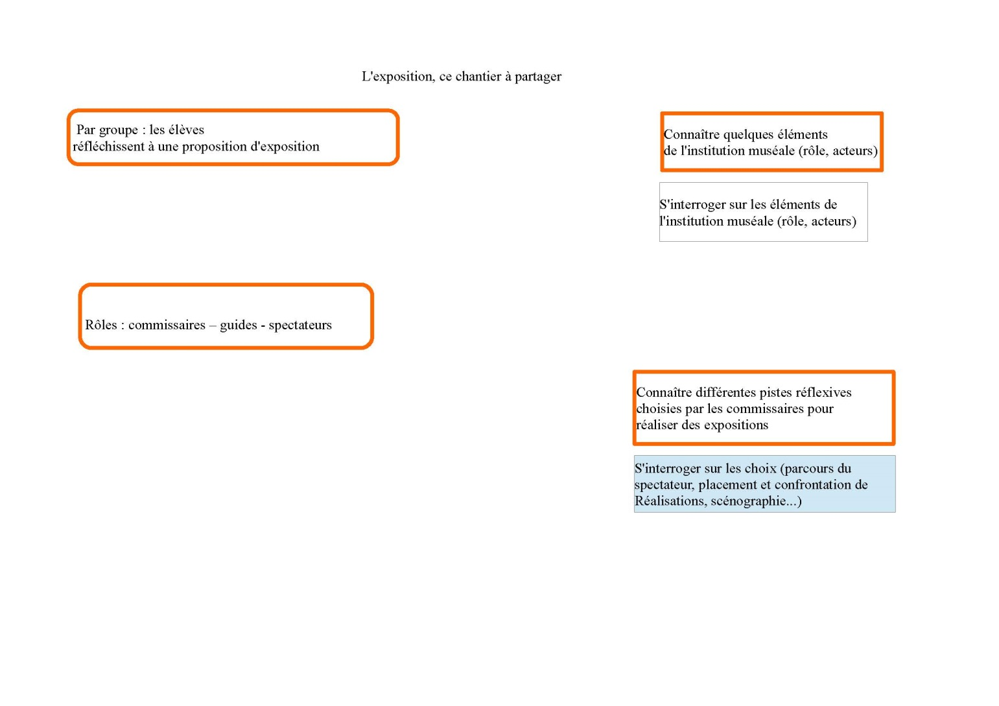 L'exposition, ce chantier à partager
Par groupe : les élèves
réfléchissent à une proposition d'exposition
Connaître quelques éléments
de l'institution muséale (rôle, acteurs)
S'interroger sur les éléments de
l'institution muséale (rôle, acteurs)
Rôles : commissaires – guides - spectateurs
Connaître différentes pistes réflexives
choisies par les commissaires pour
réaliser des expositions
S'interroger sur les choix (parcours du
spectateur, placement et confrontation de
Réalisations, scénographie...)